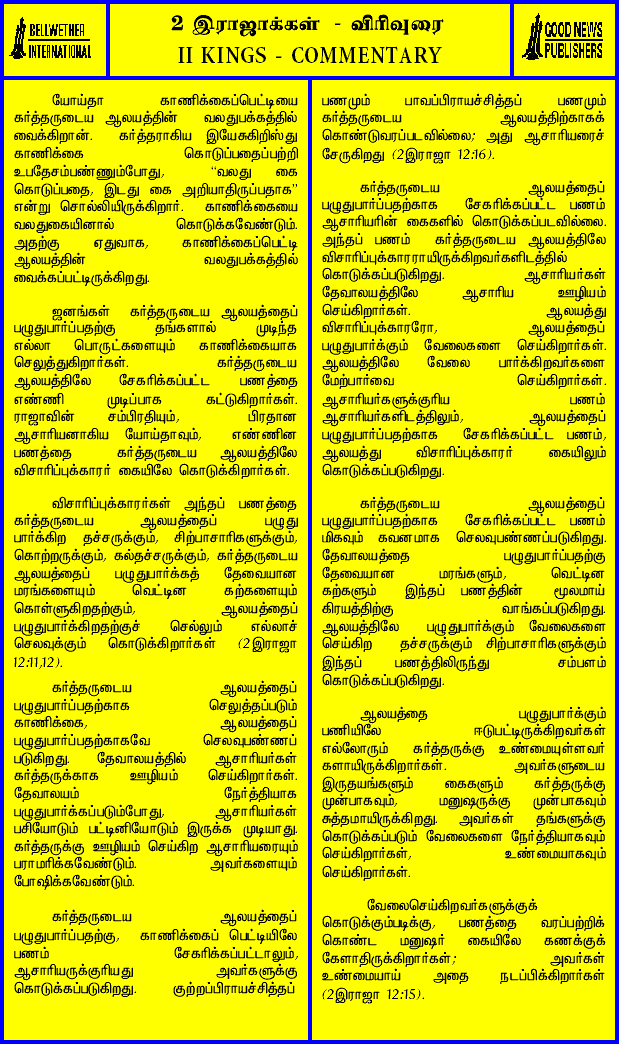 BELLWETHER
INTERNATIONAL
2 இராஜாக்கள் - விரிவுரை
II KINGS - COMMENTARY
GOOD NEWS
PUBLISHERS
யோய்தா காணிக்கைப்பெட்டியை
கர்த்தருடைய ஆலயத்தின் வலதுபக்கத்தில்
வைக்கிறான். கர்த்தராகிய இயேசுகிறிஸ்து
காணிக்கை கொடுப்பதைப்பற்றி
உபதேசம்பண்ணும்போது, “வலது கை
கொடுப்பதை, இடது கை அறியாதிருப்பதாக”
என்று சொல்லியிருக்கிறார். காணிக்கையை
வலதுகையினால் கொடுக்கவேண்டும்.
அதற்கு ஏதுவாக, காணிக்கைப்பெட்டி
ஆலயத்தின் வலதுபக்கத்தில்
வைக்கப்பட்டிருக்கிறது.
ஜனங்கள் கர்த்தருடைய ஆலயத்தைப்
பழுதுபார்ப்பதற்கு தங்களால் முடிந்த
எல்லா பொருட்களையும் காணிக்கையாக
செலுத்துகிறார்கள். கர்த்தருடைய
ஆலயத்திலே சேகரிக்கப்பட்ட பணத்தை
எண்ணி முடிப்பாக கட்டுகிறார்கள்.
ராஜாவின் சம்பிரதியும், பிரதான
ஆசாரியனாகிய யோய்தாவும், எண்ணின
பணத்தை கர்த்தருடைய ஆலயத்திலே
விசாரிப்புக்காரர் கையிலே கொடுக்கிறார்கள்.
விசாரிப்புக்காரர்கள் அந்தப் பணத்தை
கர்த்தருடைய ஆலயத்தைப் பழுது
பார்க்கிற தச்சருக்கும், சிற்பாசாரிகளுக்கும்,
கொற்றருக்கும், கல்தச்சருக்கும், கர்த்தருடைய
ஆலயத்தைப் பழுதுபார்க்கத் தேவையான
மரங்களையும் வெட்டின கற்களையும்
கொள்ளுகிறதற்கும், ஆலயத்தைப்
பழுதுபார்க்கிறதற்குச் செல்லும் எல்லாச்
செலவுக்கும் கொடுக்கிறார்கள் (2இராஜா
12:11,12).
கர்த்தருடைய ஆலயத்தைப்
பழுதுபார்ப்பதற்காக செலுத்தப்படும்
காணிக்கை, ஆலயத்தைப்
பழுதுபார்ப்பதற்காகவே செலவுபண்ணப்
படுகிறது. தேவாலயத்தில் ஆசாரியர்கள்
கர்த்தருக்காக ஊழியம் செய்கிறார்கள்.
தேவாலயம் நேர்த்தியாக
பழுதுபார்க்கப்படும்போது, ஆசாரியர்கள்
பசியோடும் பட்டினியோடும் இருக்க முடியாது.
கர்த்தருக்கு ஊழியம் செய்கிற ஆசாரியரையும்
பராமரிக்கவேண்டும். அவர்களையும்
போஷிக்கவேண்டும்.
கர்த்தருடைய ஆலயத்தைப்
பழுதுபார்ப்பதற்கு, காணிக்கைப் பெட்டியிலே
பணம் சேகரிக்கப்பட்டாலும்,
ஆசாரியருக்குரியது அவர்களுக்கு
கொடுக்கப்படுகிறது. குற்றப்பிராயச்சித்தப்
பணமும் பாவப்பிராயச்சித்தப் பணமும்
கர்த்தருடைய ஆலயத்திற்காகக்
கொண்டுவரப்படவில்லை; அது ஆசாரியரைச்
சேருகிறது (2இராஜா 12:16).
கர்த்தருடைய ஆலயத்தைப்
பழுதுபார்ப்பதற்காக சேகரிக்கப்பட்ட பணம்
ஆசாரியரின் கைகளில் கொடுக்கப்படவில்லை.
அந்தப் பணம் கர்த்தருடைய ஆலயத்திலே
விசாரிப்புக்காரராயிருக்கிறவர்களிடத்தில்
கொடுக்கப்படுகிறது. ஆசாரியர்கள்
தேவாலயத்திலே ஆசாரிய ஊழியம்
செய்கிறார்கள். ஆலயத்து
விசாரிப்புக்காரரோ, ஆலயத்தைப்
பழுதுபார்க்கும் வேலைகளை செய்கிறார்கள்.
ஆலயத்திலே வேலை பார்க்கிறவர்களை
மேற்பார்வை செய்கிறார்கள்.
ஆசாரியர்களுக்குரிய பணம்
ஆசாரியர்களிடத்திலும், ஆலயத்தைப்
பழுதுபார்ப்பதற்காக சேகரிக்கப்பட்ட பணம்,
ஆலயத்து விசாரிப்புக்காரர் கையிலும்
கொடுக்கப்படுகிறது.
கர்த்தருடைய ஆலயத்தைப்
பழுதுபார்ப்பதற்காக சேகரிக்கப்பட்ட பணம்
மிகவும் கவனமாக செலவுபண்ணப்படுகிறது.
தேவாலயத்தை பழுதுபார்ப்பதற்கு
தேவையான மரங்களும், வெட்டின
கற்களும் இந்தப் பணத்தின் மூலமாய்
கிரயத்திற்கு வாங்கப்படுகிறது.
ஆலயத்திலே பழுதுபார்க்கும் வேலைகளை
செய்கிற தச்சருக்கும் சிற்பாசாரிகளுக்கும்
இந்தப் பணத்திலிருந்து சம்பளம்
கொடுக்கப்படுகிறது.
ஆலயத்தை பழுதுபார்க்கும்
பணியிலே ஈடுபட்டிருக்கிறவர்கள்
எல்லோரும் கர்த்தருக்கு உண்மையுள்ளவர்
களாயிருக்கிறார்கள். அவர்களுடைய
இருதயங்களும் கைகளும் கர்த்தருக்கு
முன்பாகவும், மனுஷருக்கு முன்பாகவும்
சுத்தமாயிருக்கிறது. அவர்கள் தங்களுக்கு
கொடுக்கப்படும் வேலைகளை நேர்த்தியாகவும்
செய்கிறார்கள், உண்மையாகவும்
செய்கிறார்கள்.
வேலைசெய்கிறவர்களுக்குக்
கொடுக்கும்படிக்கு, பணத்தை வரப்பற்றிக்
கொண்ட மனுஷர் கையிலே கணக்குக்
கேளாதிருக்கிறார்கள்; அவர்கள்
உண்மையாய் அதை நடப்பிக்கிறார்கள்
(2இராஜா 12:15).